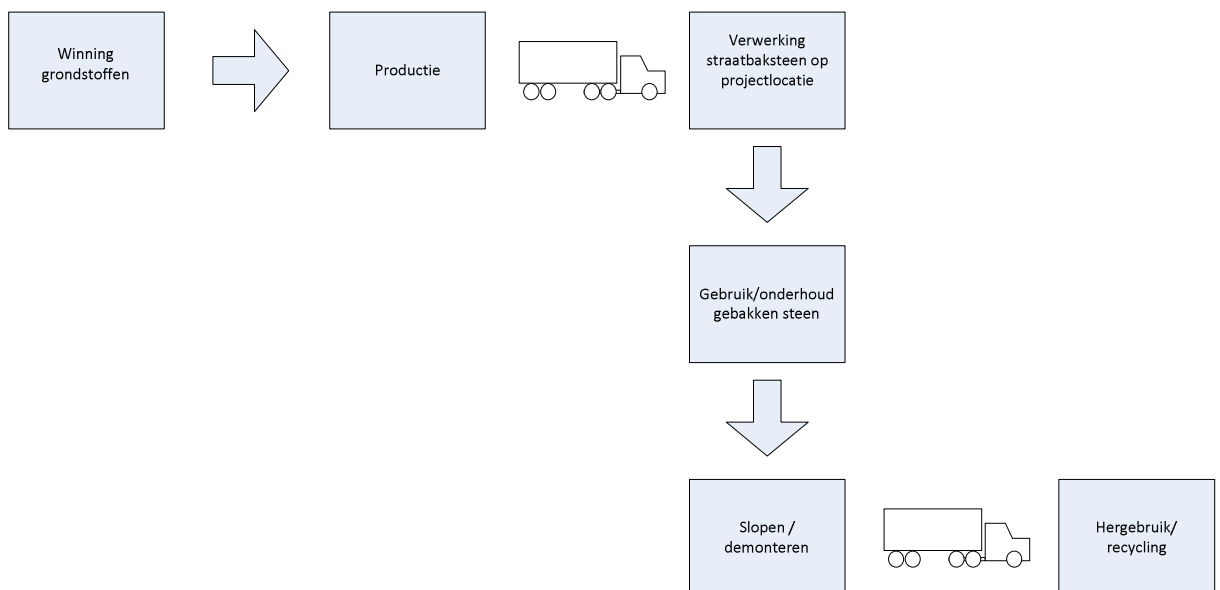 Winning
grondstoffen
Productie
Verwerking
straatbaksteen op
projectlocatie
Gebruik/onderhoud
gebakken steen
Slopen /
demonteren
Hergebruik/
recycling